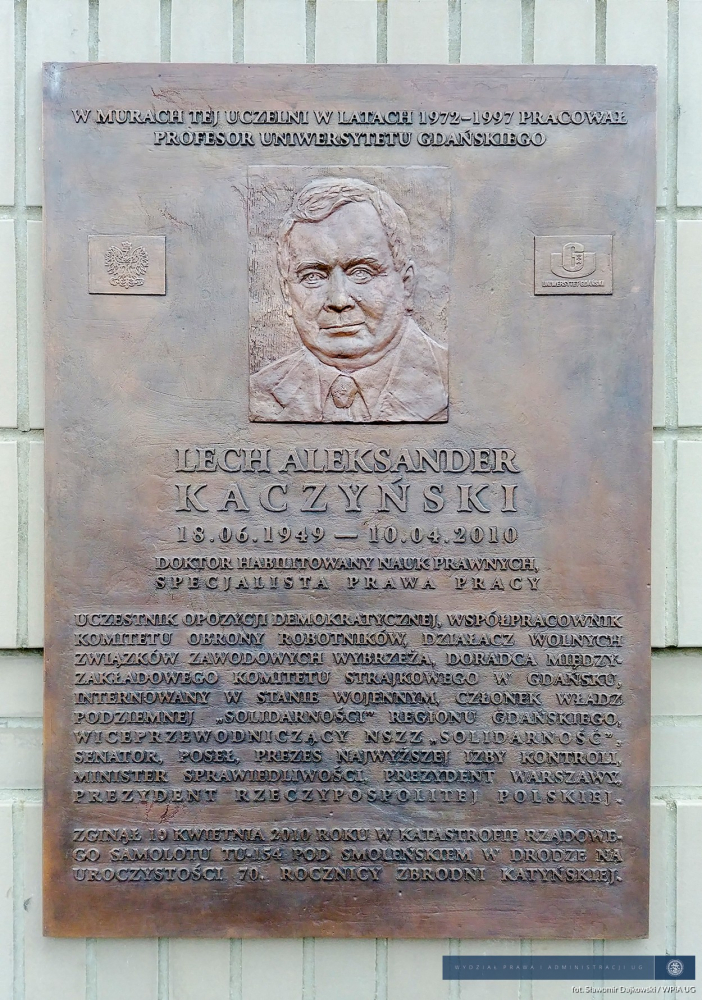 W MURACH TEJ UCZELNI W LATACH 1972–1997 PRACOWAŁ
PROFESOR UNIWERSYTETU GDAŃSKIEGO
UNIWERSYTET GDAŃSKI
LECH ALEKSANDER
KACZYŃSKI
18.06.1949 — 10.04.2010
DOKTOR HABILITOWANY NAUK PRAWNYCH,
SPECJALISTA PRAWA PRACY
UCZESTNIK OPOZYCJI DEMOKRATYCZNEJ, WSPÓŁPRACOWNIK
KOMITETU OBRONY ROBOTNIKÓW, DZIAŁACZ WOLNYCH
ZWIĄZKÓW ZAWODOWYCH WYBRZEŻA, DORADCA MIĘDZY-
ZAKŁADOWEGO KOMITETU STRAJKOWEGO W GDAŃSKU,
INTERNOWANY W STANIE WOJENNYM, CZŁONEK WŁADZ
PODZIEMNEJ „SOLIDARNOŚCI” REGIONU GDAŃSKIEGO,
WICEPRZEWODNICZĄCY NSZZ „SOLIDARNOŚĆ”,
SENATOR, POSEŁ, PREZES NAJWYŻSZEJ IZBY KONTROLI,
MINISTER SPRAWIEDLIWOŚCI, PREZYDENT WARSZAWY,
PREZYDENT RZECZYPOSPOLITEJ POLSKIEJ.
ZGINĄŁ 10 KWIETNIA 2010 ROKU W KATASTROFIE RZĄDOWE-
GO SAMOLOTU TU-154 POD SMOLEŃSKIEM W DRODZE NA
UROCZYSTOŚCI 70. ROCZNICY ZBRODNI KATYŃSKIEJ.
WYDZIAŁ PRAWA I ADMINISTRACJI UG
fot. Sławomir Dajkowski / WPiA UG